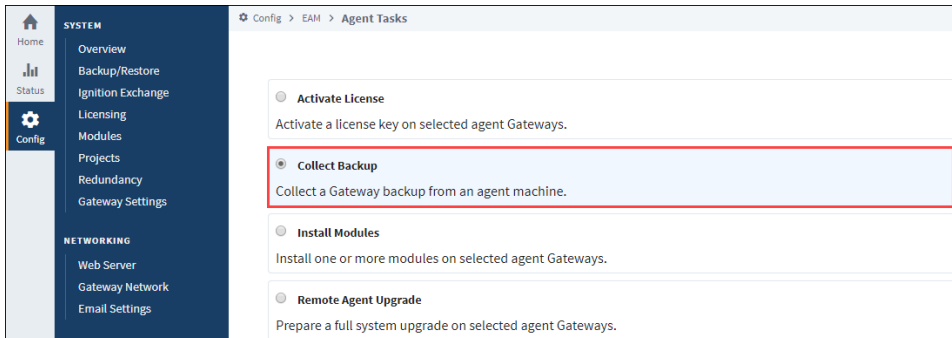 Home
Status
Config
SYSTEM
Overview
Backup/Restore
Ignition Exchange
Licensing
Modules
Projects
Redundancy
Gateway Settings
NETWORKING
Web Server
Gateway Network
Email Settings
Config > EAM > Agent Tasks
Activate License
Activate a license key on selected agent Gateways.
Collect Backup
Collect a Gateway backup from an agent machine.
Install Modules
Install one or more modules on selected agent Gateways.
Remote Agent Upgrade
Prepare a full system upgrade on selected agent Gateways.